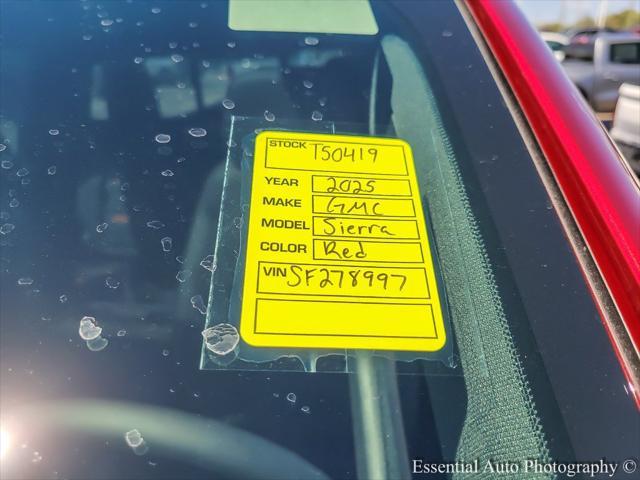 STOCK T50419
YEAR 2025
MAKE GMC
MODEL Sierra
COLOR Red
VIN SF278997
Essential Auto Photography ©